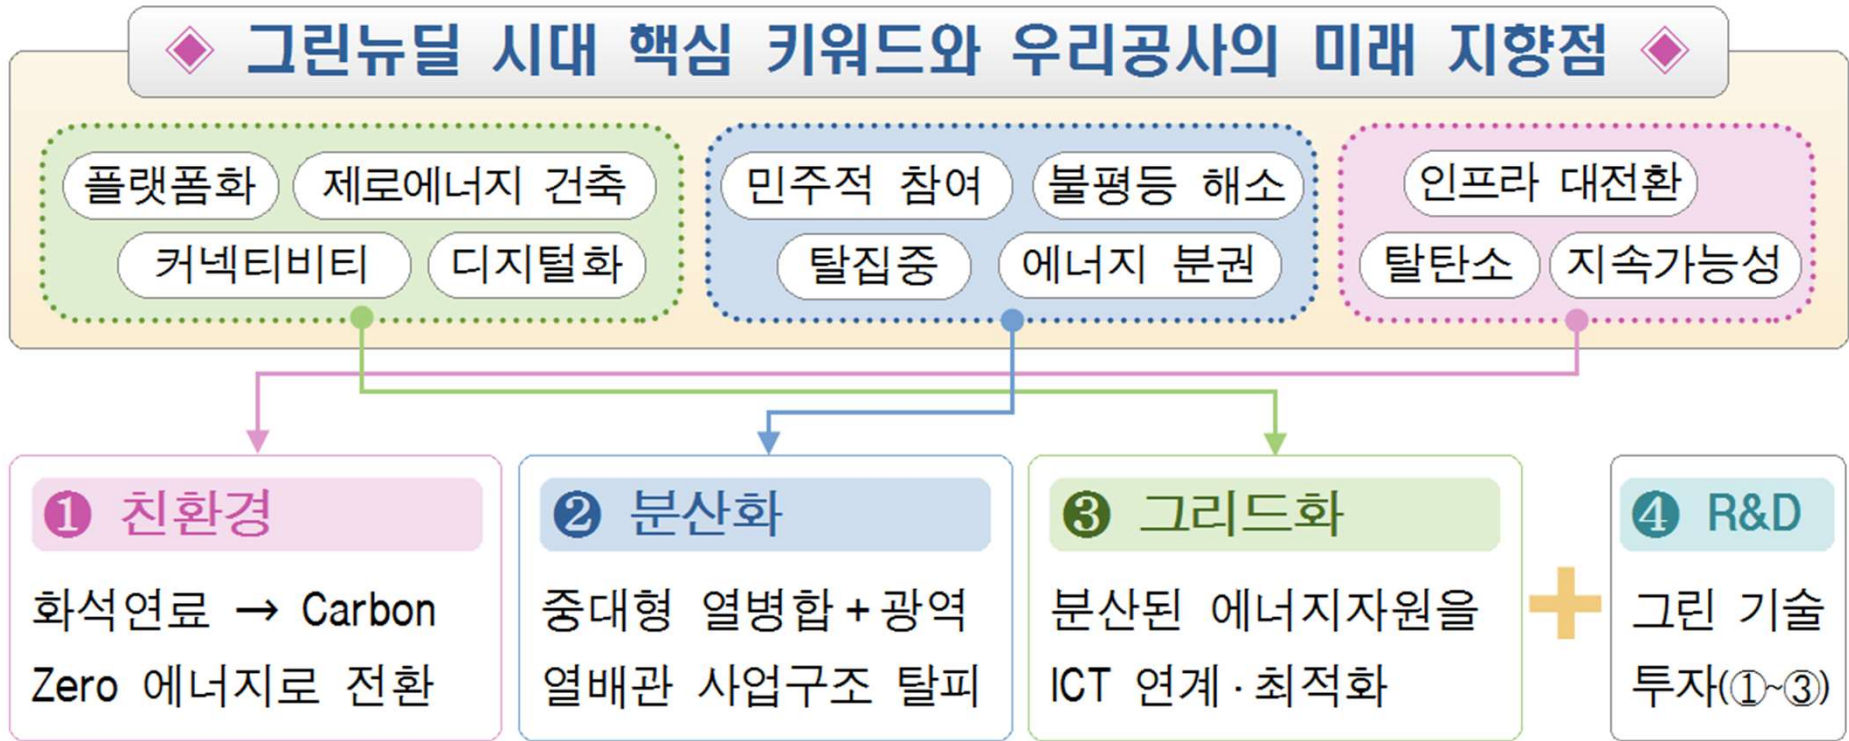 ◈ 그린뉴딜 시대 핵심 키워드와 우리공사의 미래 지향점 ◈
플랫폼화 제로에너지 건축
커넥티비티 디지털화
민주적 참여 불평등 해소
탈집중 에너지 분권
인프라 대전환
탈탄소 지속가능성
❶ 친환경
화석연료 → Carbon
Zero 에너지로 전환
❷ 분산화
중대형 열병합+광역
열배관 사업구조 탈피
❸ 그리드화
분산된 에너지자원을
ICT 연계·최적화
+
❹ R&D
그린 기술
투자(①~③)